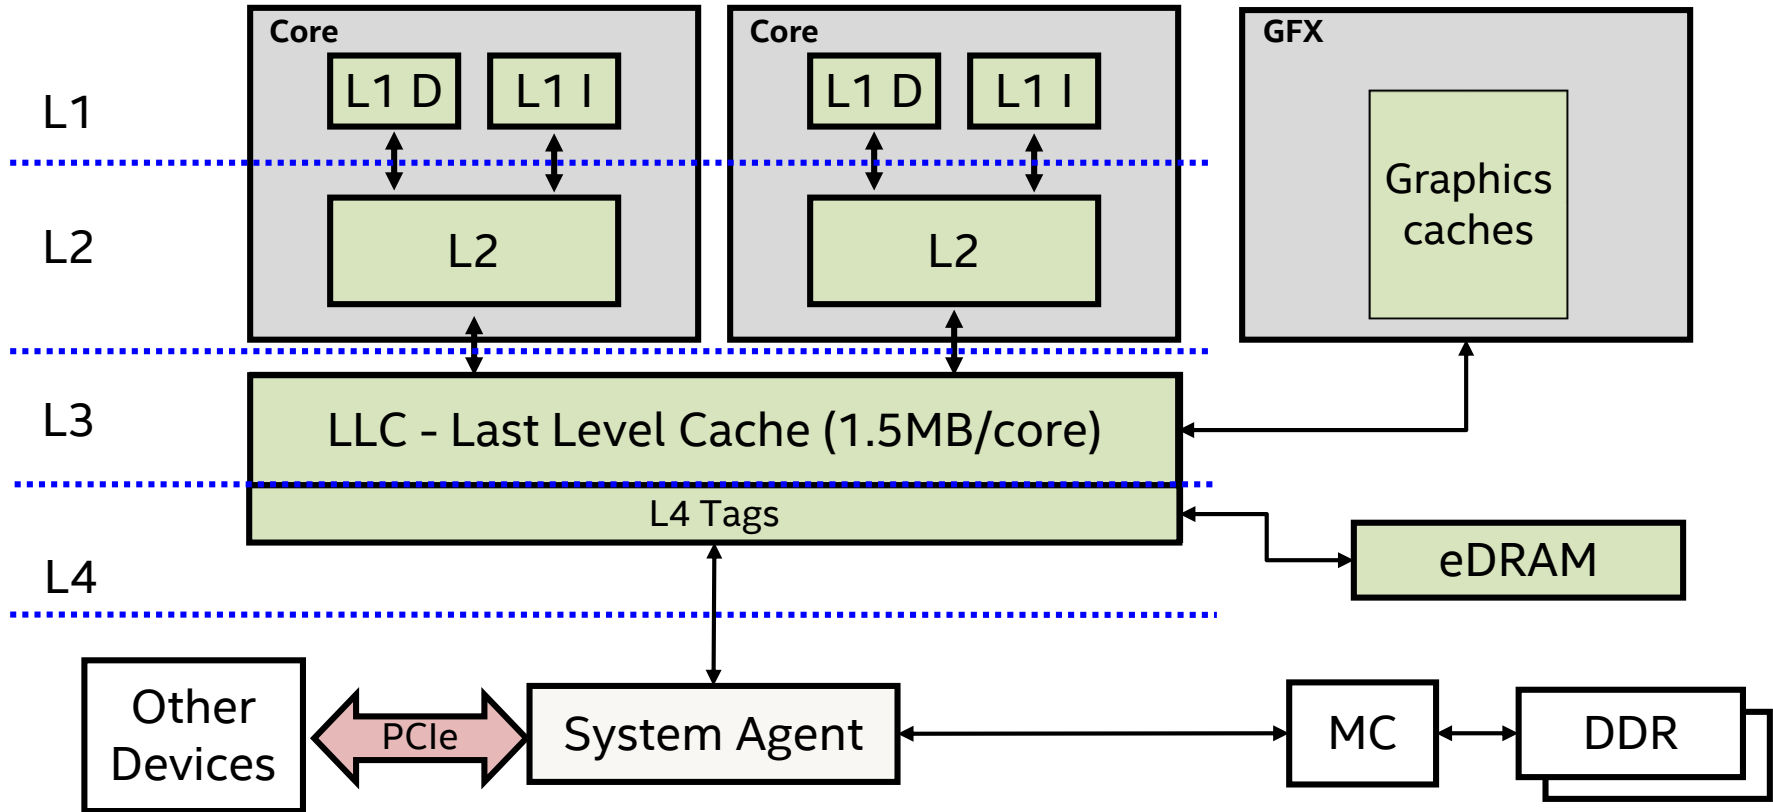 Core
Core
GFX
L1 D
L1 I
L1 D
L1 I
L1
Graphics
caches
L2
L2
L2
L3
LLC - Last Level Cache (1.5MB/core)
L4 Tags
eDRAM
L4
Other
Devices
PCIe
System Agent
MC
DDR